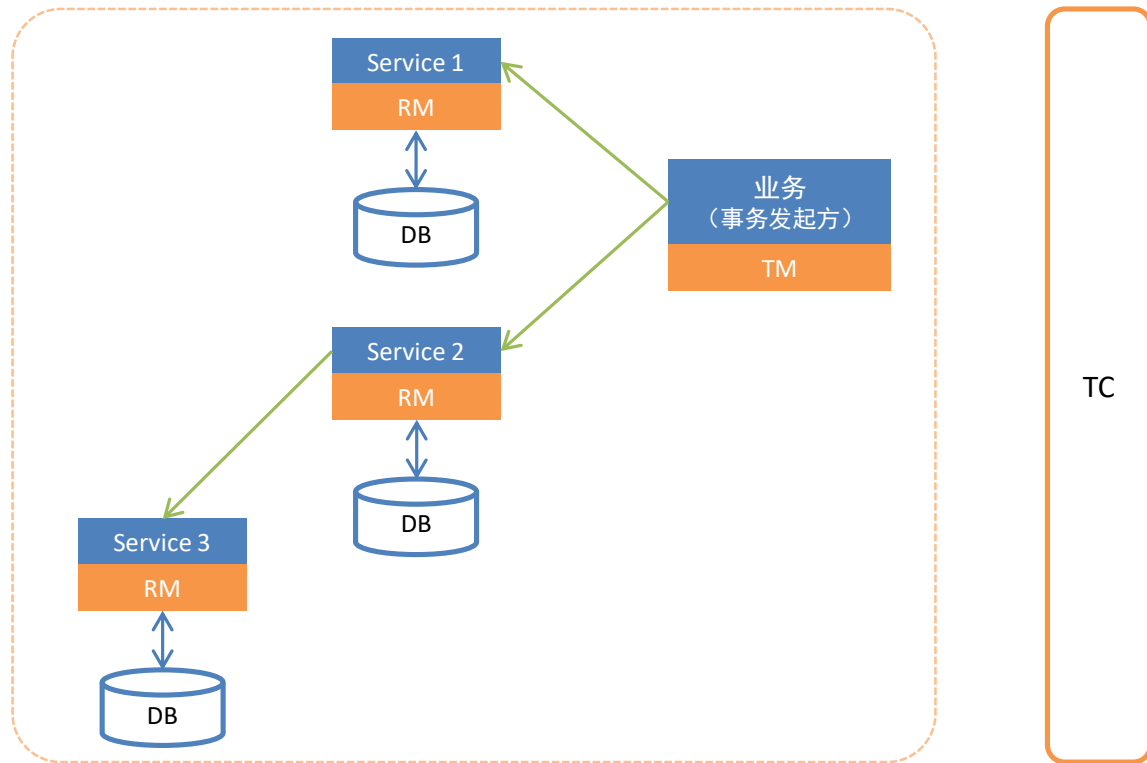 Service 1
RM
DB
业务
（事务发起方）
TM
Service 2
RM
DB
Service 3
RM
DB
TC